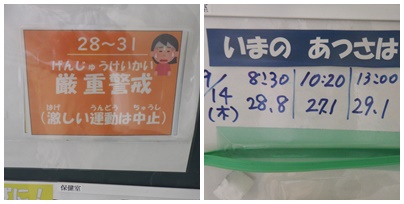 28～31
げんじゅうけいかい
厳重警戒
はげ うんどう ちゅうし
(激しい運動は中止)
保健室
いまの あつさは
9/14 (木)
8:30 10:20 13:00
28.8 27.1 29.1